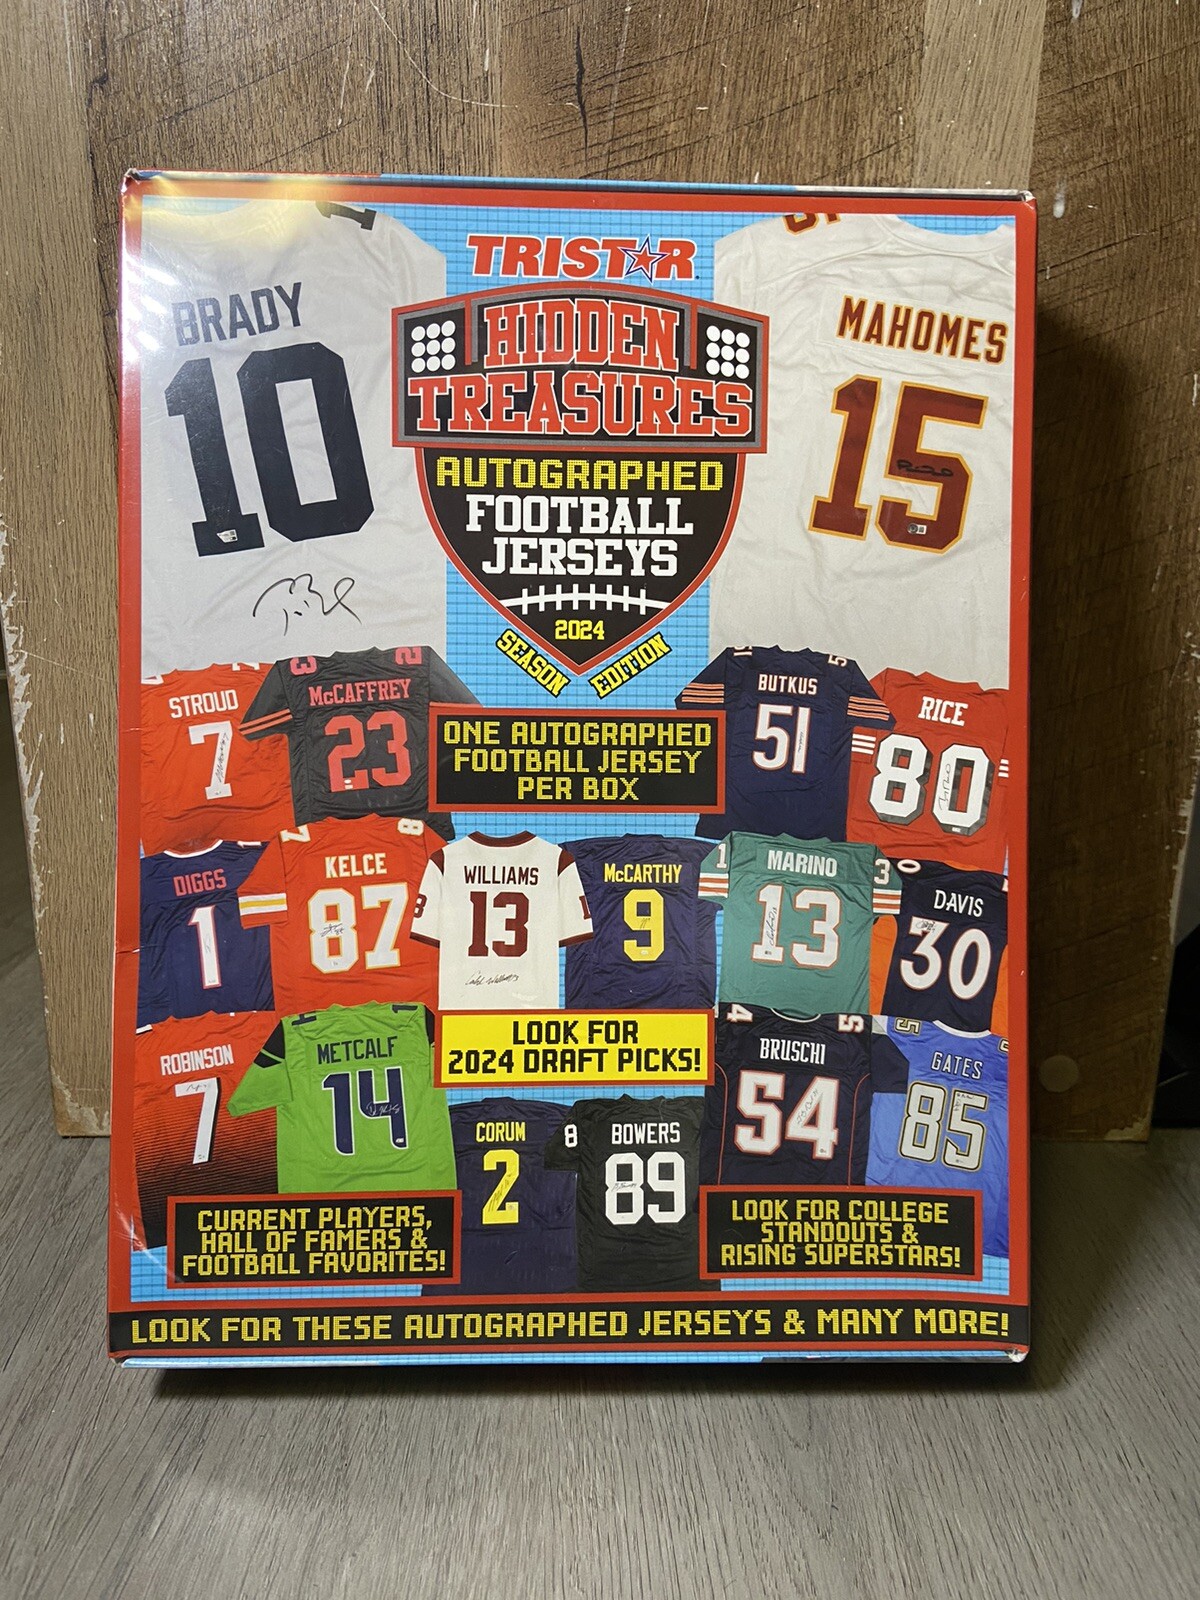 TRISTAR
HIDDEN
TREASURES
AUTOGRAPHED
FOOTBALL
JERSEYS
2024
SEASON EDITION
BRADY
10
MAHOMES
15
STROUD
7
McCAFFREY
23
ONE AUTOGRAPHED
FOOTBALL JERSEY
PER BOX
BUTKUS
51
RICE
80
DIGGS
1
KELCE
87
WILLIAMS
13
McCARTHY
9
MARINO
13
DAVIS
30
ROBINSON
7
METCALF
14
LOOK FOR
2024 DRAFT PICKS!
BRUSCHI
54
GATES
85
CORUM
2
BOWERS
89
CURRENT PLAYERS,
HALL OF FAMERS &
FOOTBALL FAVORITES!
LOOK FOR COLLEGE
STANDOUTS &
RISING SUPERSTARS!
LOOK FOR THESE AUTOGRAPHED JERSEYS & MANY MORE!